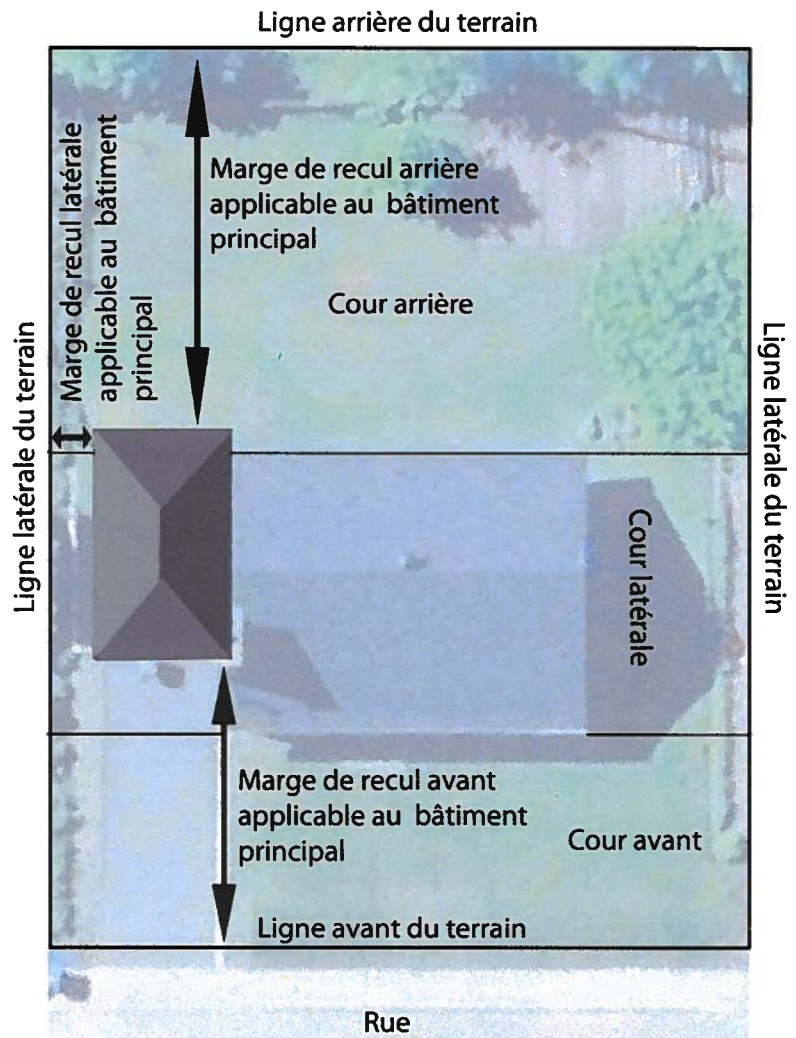 Ligne arrière du terrain
Marge de recul latérale
applicable au bâtiment
principal
Marge de recul arrière
applicable au bâtiment
principal
Cour arrière
Ligne latérale du terrain
Ligne latérale du terrain
Cour latérale
Marge de recul avant
applicable au bâtiment
principal
Cour avant
Ligne avant du terrain
Rue